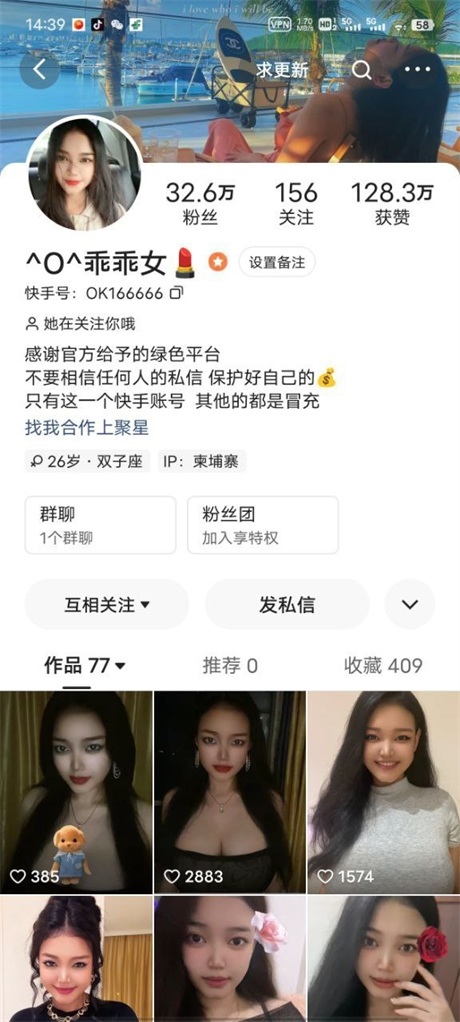 i love who i will be
14:39
VPN 1.70 MB/s HD 2 5G 5G 58
求更新
32.6万 156 128.3万
粉丝 关注 获赞
^O^乖乖女💄 设置备注
快手号：OK166666
她在关注你哦
感谢官方给予的绿色平台
不要相信任何人的私信 保护好自己的💰
只有这一个快手账号 其他的都是冒充
找我合作上聚星
26岁·双子座 IP：柬埔寨
群聊 粉丝团
1个群聊 加入享特权
互相关注 发私信
作品 77 推荐 0 收藏 409
385 2883 1574